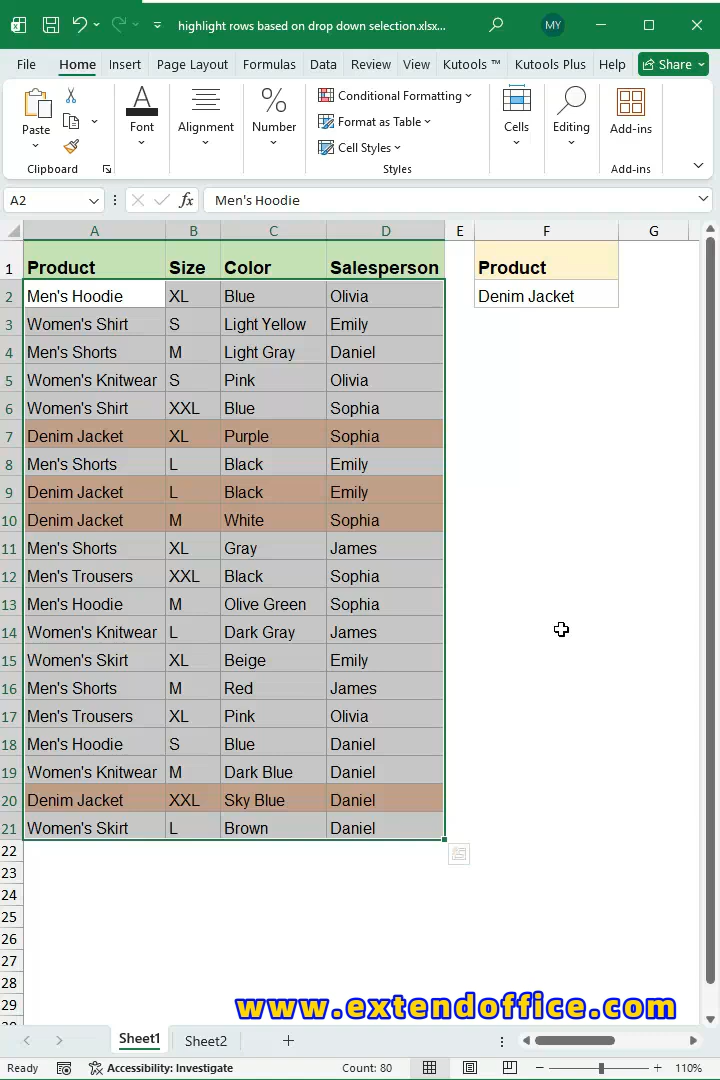 highlight rows based on drop down selection.xlsx... MY
File Home Insert Page Layout Formulas Data Review View Kutools ™ Kutools Plus Help Share
Paste Font Alignment Number Conditional Formatting Format as Table Cell Styles Cells Editing Add-ins
Clipboard Styles Add-ins
A2 fx Men's Hoodie
A B C D E F G
1 Product Size Color Salesperson Product
2 Men's Hoodie XL Blue Olivia Denim Jacket
3 Women's Shirt S Light Yellow Emily
4 Men's Shorts M Light Gray Daniel
5 Women's Knitwear S Pink Olivia
6 Women's Shirt XXL Blue Sophia
7 Denim Jacket XL Purple Sophia
8 Men's Shorts L Black Emily
9 Denim Jacket L Black Emily
10 Denim Jacket M White Sophia
11 Men's Shorts XL Gray James
12 Men's Trousers XXL Black Sophia
13 Men's Hoodie M Olive Green Sophia
14 Women's Knitwear L Dark Gray James
15 Women's Skirt XL Beige Emily
16 Men's Shorts M Red James
17 Men's Trousers XL Pink Olivia
18 Men's Hoodie S Blue Daniel
19 Women's Knitwear M Dark Blue Daniel
20 Denim Jacket XXL Sky Blue Daniel
21 Women's Skirt L Brown Daniel
22
23
24
25
26
27
28
29
www.extendoffice.com
Sheet1 Sheet2
Ready Accessibility: Investigate Count: 80 110%